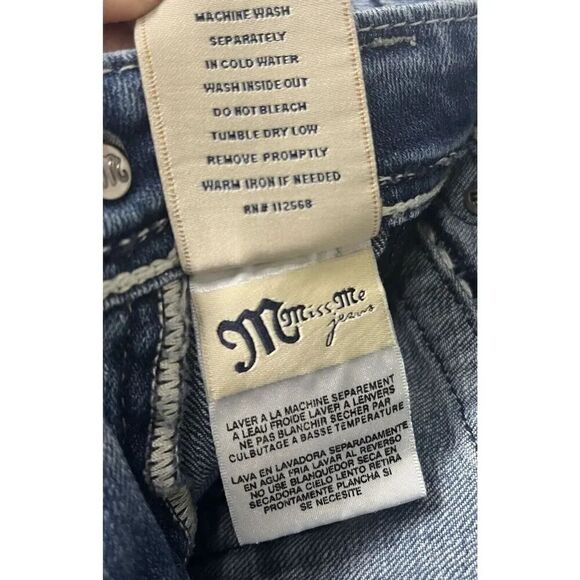 MACHINE WASH
SEPARATELY
IN COLD WATER
WASH INSIDE OUT
DO NOT BLEACH
TUMBLE DRY LOW
REMOVE PROMPTLY
WARM IRON IF NEEDED
RN# 112568
M Miss Me
jeans
LAVER A LA MACHINE SEPAREMENT
A LEAU FROIDE LAVER A LENVERS
NE PAS BLANCHIR SECHER PAR
CULBUTAGE A BASSE TEMPERATURE
LAVA EN LAVADORA SEPARADAMENTE
EN AGUA FRIA LAVAR AL REVERSO
NO USE BLANQUEDOR SECA EN
SECADORA CIELO LENTO RETIRA
PRONTAMENTE PLANCHA SI
SE NECESITE